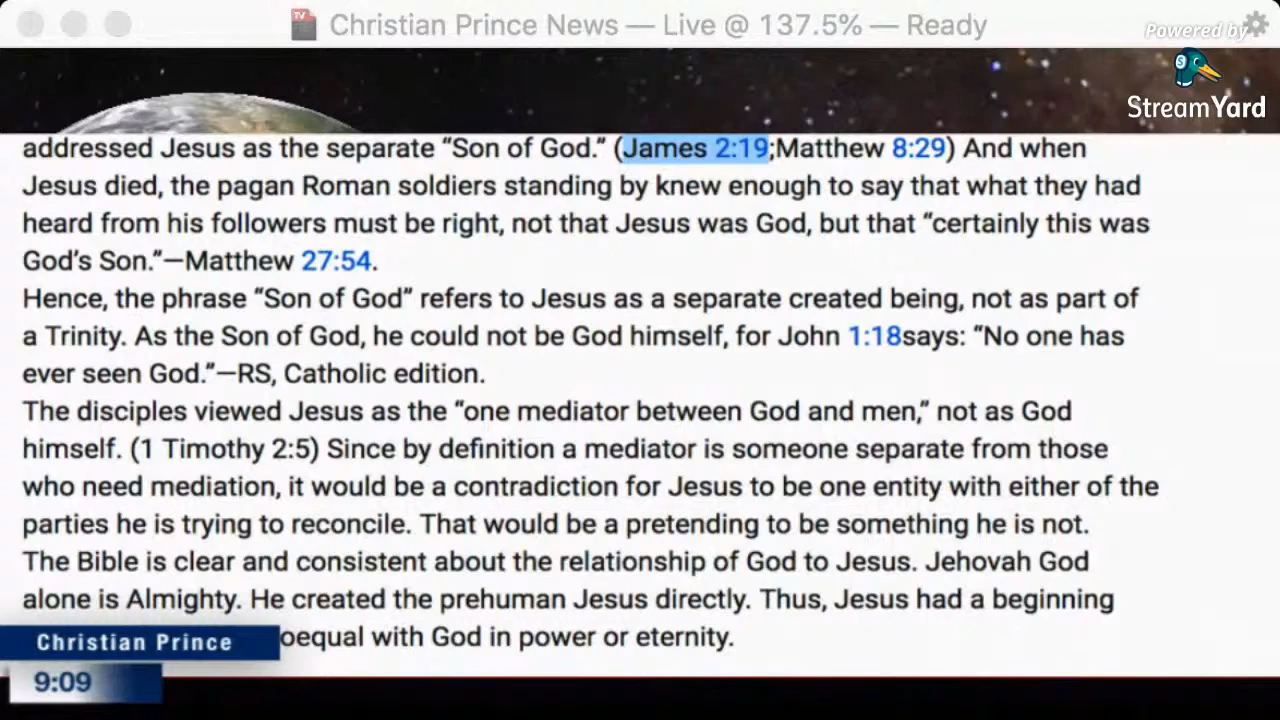 TV
Christian Prince News — Live @ 137.5% — Ready
Powered by
S
StreamYard
addressed Jesus as the separate “Son of God.” (James 2:19;Matthew 8:29) And when
Jesus died, the pagan Roman soldiers standing by knew enough to say that what they had
heard from his followers must be right, not that Jesus was God, but that “certainly this was
God’s Son.”—Matthew 27:54.
Hence, the phrase “Son of God” refers to Jesus as a separate created being, not as part of
a Trinity. As the Son of God, he could not be God himself, for John 1:18says: “No one has
ever seen God.”—RS, Catholic edition.
The disciples viewed Jesus as the “one mediator between God and men,” not as God
himself. (1 Timothy 2:5) Since by definition a mediator is someone separate from those
who need mediation, it would be a contradiction for Jesus to be one entity with either of the
parties he is trying to reconcile. That would be a pretending to be something he is not.
The Bible is clear and consistent about the relationship of God to Jesus. Jehovah God
alone is Almighty. He created the prehuman Jesus directly. Thus, Jesus had a beginning
oequal with God in power or eternity.
Christian Prince
9:09